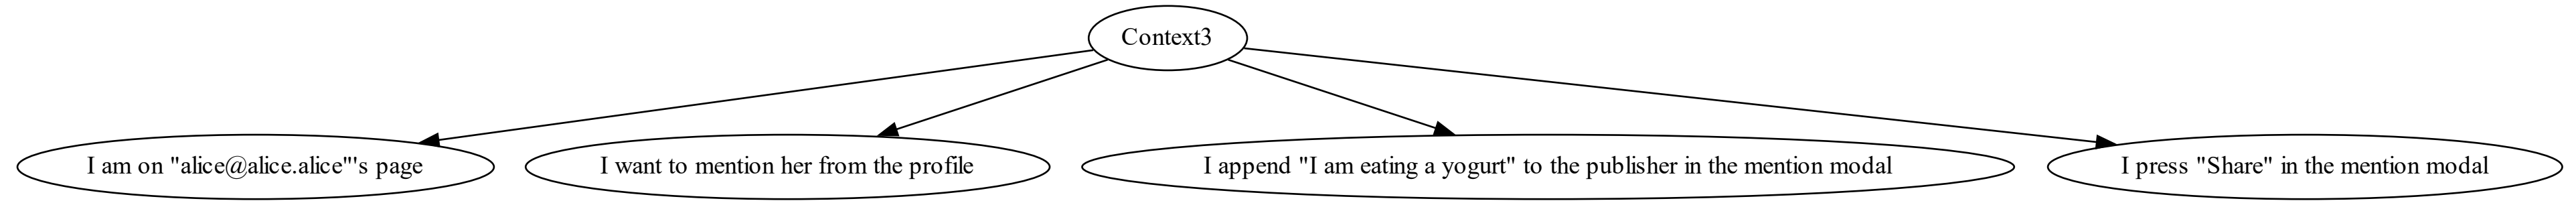 Context3
I am on "alice@alice.alice"'s page
I want to mention her from the profile
I append "I am eating a yogurt" to the publisher in the mention modal
I press "Share" in the mention modal